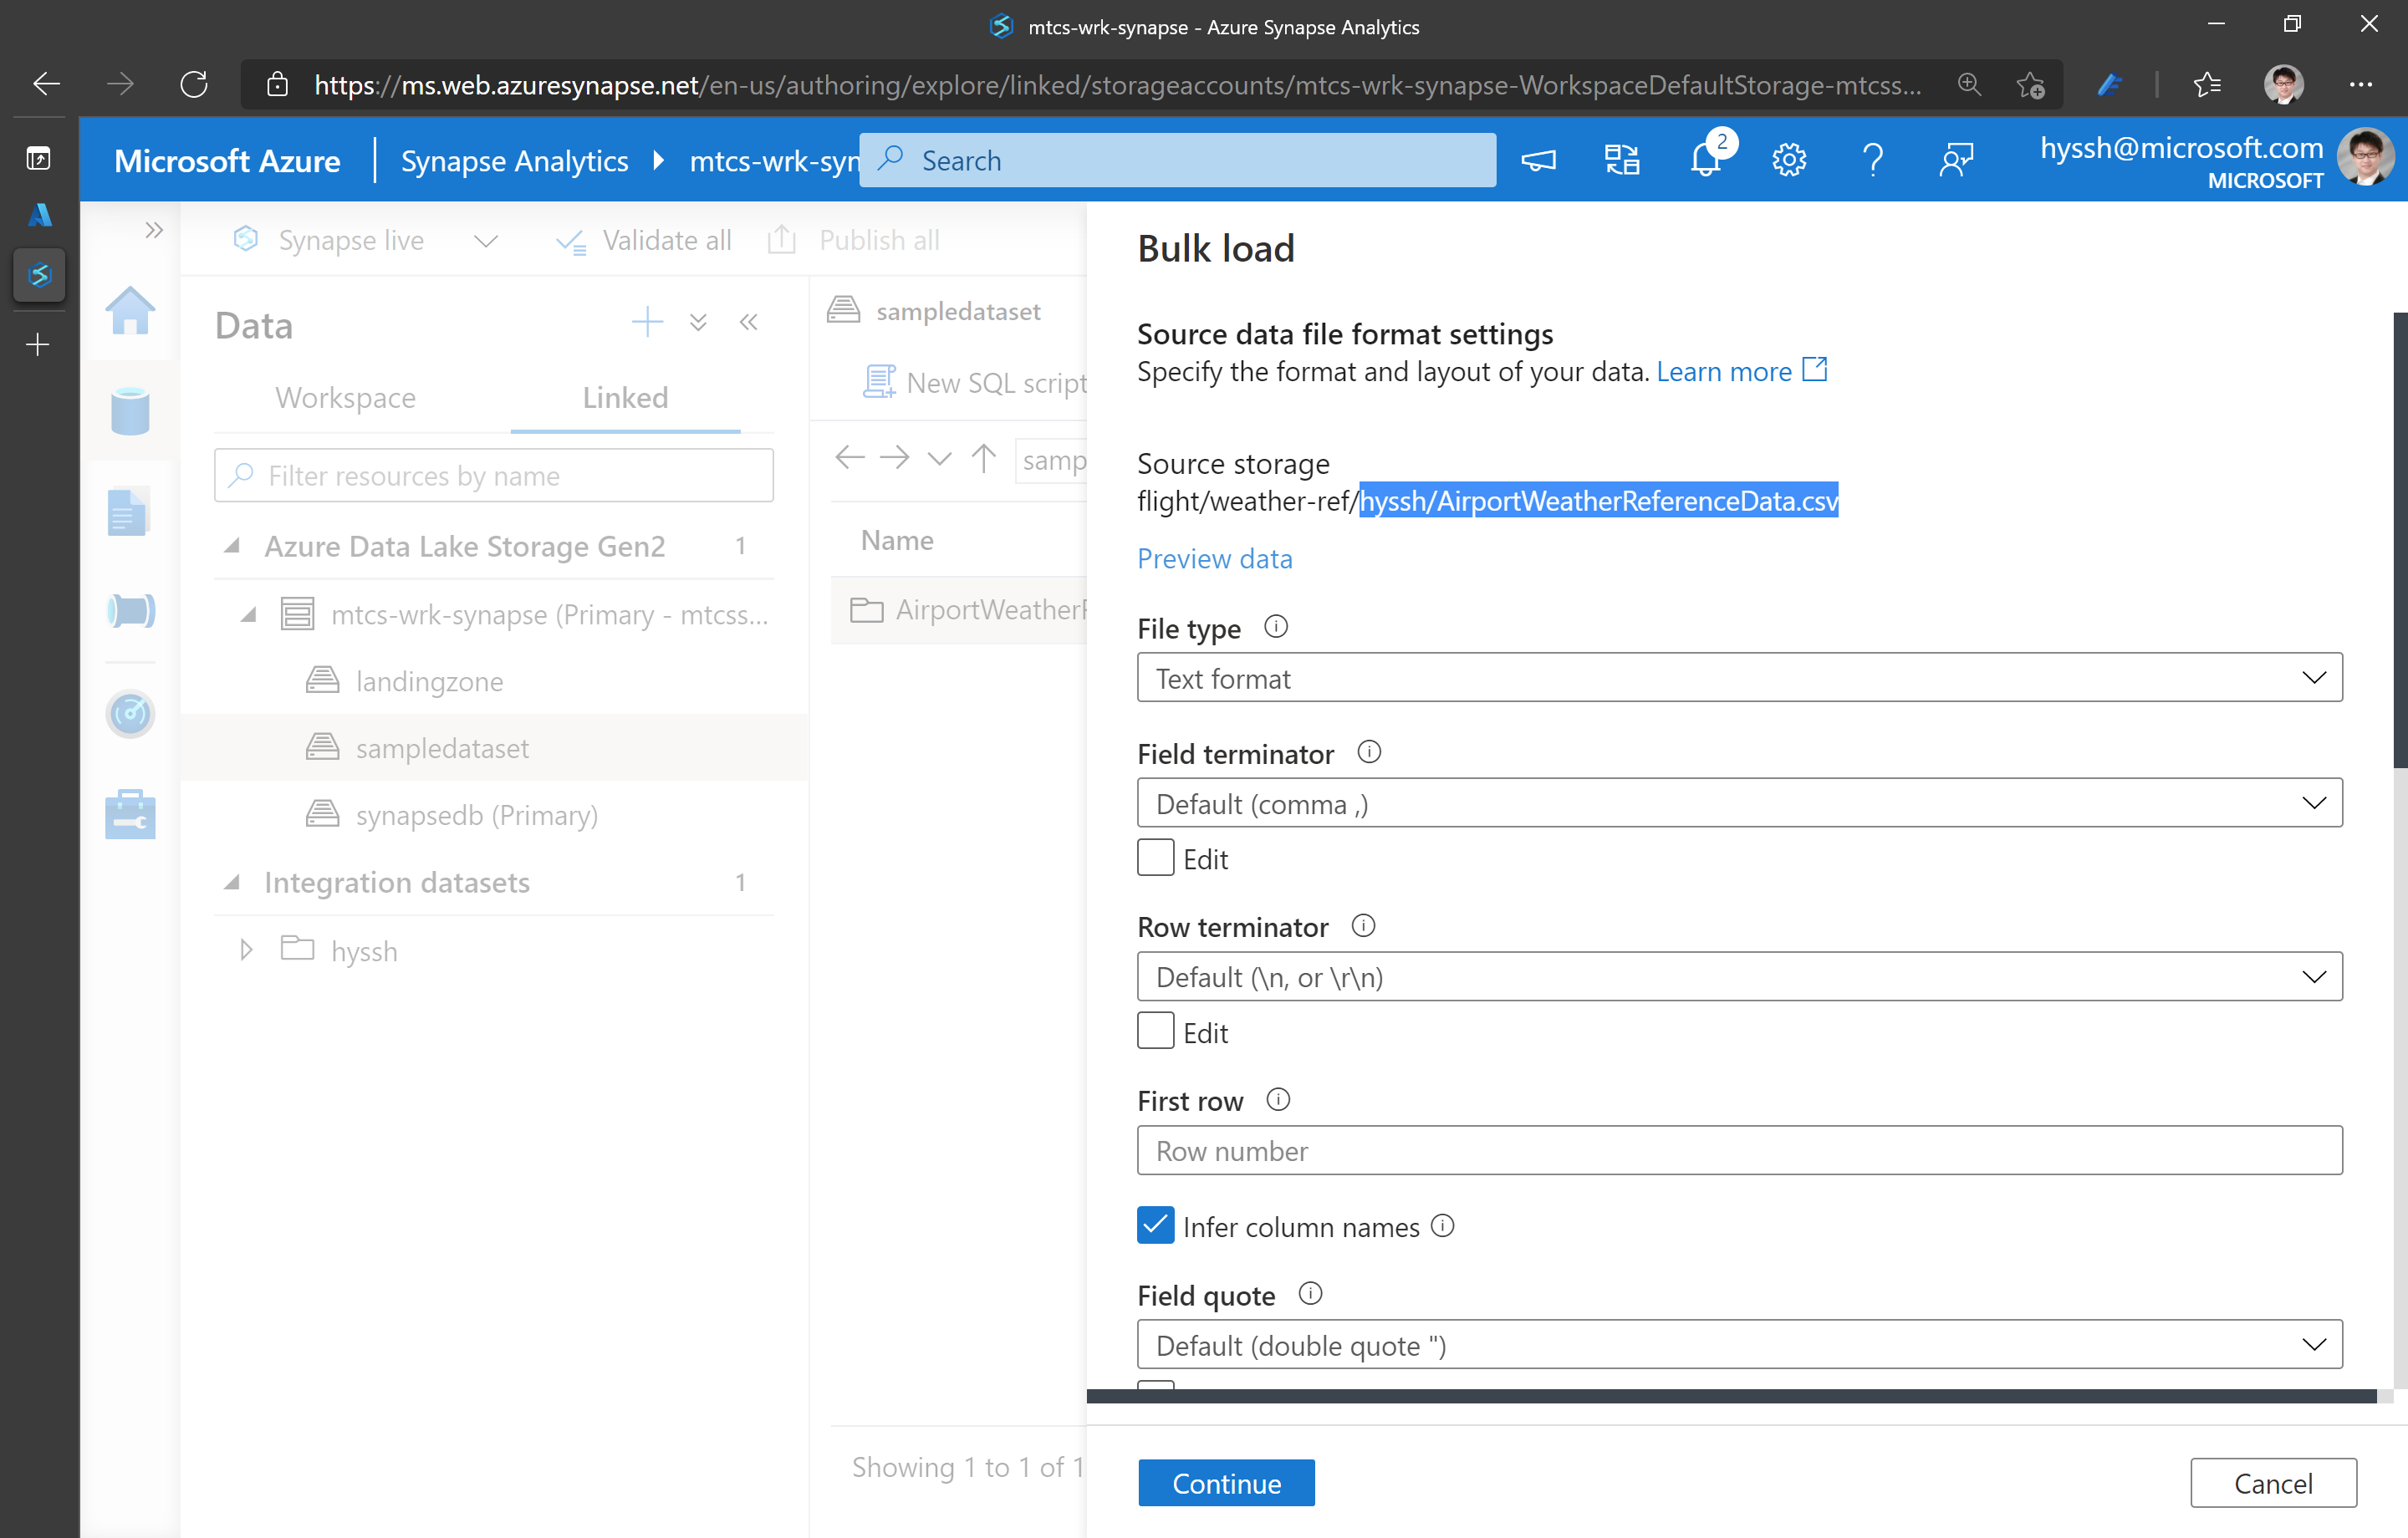 mtcs-wrk-synapse - Azure Synapse Analytics
https://ms.web.azuresynapse.net/en-us/authoring/explore/linked/storageaccounts/mtcs-wrk-synapse-WorkspaceDefaultStorage-mtcss...
Microsoft Azure
Synapse Analytics
mtcs-wrk-syn
Search
2
hyssh@microsoft.com
MICROSOFT
Synapse live
Validate all
Publish all
Data
Workspace
Linked
Filter resources by name
Azure Data Lake Storage Gen2 1
mtcs-wrk-synapse (Primary - mtcss...
landingzone
sampledataset
synapsedb (Primary)
Integration datasets 1
hyssh
sampledataset
New SQL script
samp
Name
AirportWeatherR
Showing 1 to 1 of 1
Bulk load
Source data file format settings
Specify the format and layout of your data. Learn more
Source storage
flight/weather-ref/hyssh/AirportWeatherReferenceData.csv
Preview data
File type
Text format
Field terminator
Default (comma ,)
Edit
Row terminator
Default (\n, or \r\n)
Edit
First row
Row number
Infer column names
Field quote
Default (double quote ")
Continue
Cancel